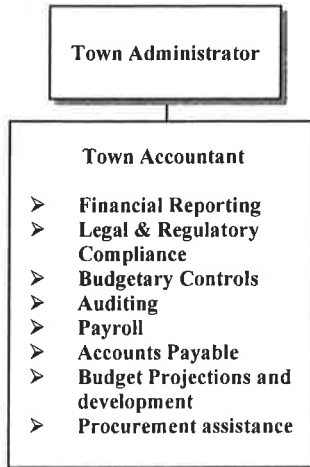 Town Administrator
Town Accountant
➢ Financial Reporting
➢ Legal & Regulatory
Compliance
➢ Budgetary Controls
➢ Auditing
➢ Payroll
➢ Accounts Payable
➢ Budget Projections and
development
➢ Procurement assistance